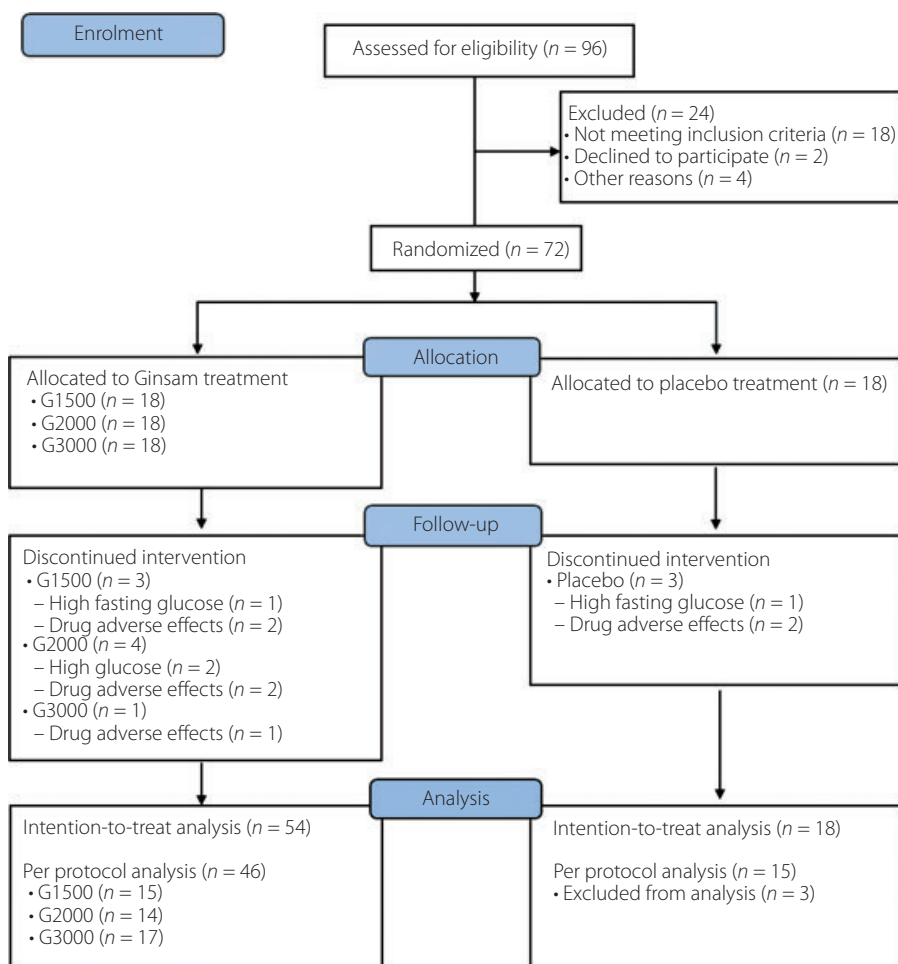 Enrolment
Assessed for eligibility (n = 96)
Excluded (n = 24)
• Not meeting inclusion criteria (n = 18)
• Declined to participate (n = 2)
• Other reasons (n = 4)
Randomized (n = 72)
Allocation
Allocated to Ginsam treatment
• G1500 (n = 18)
• G2000 (n = 18)
• G3000 (n = 18)
Allocated to placebo treatment (n = 18)
Follow-up
Discontinued intervention
• G1500 (n = 3)
– High fasting glucose (n = 1)
– Drug adverse effects (n = 2)
• G2000 (n = 4)
– High glucose (n = 2)
– Drug adverse effects (n = 2)
• G3000 (n = 1)
– Drug adverse effects (n = 1)
Discontinued intervention
• Placebo (n = 3)
– High fasting glucose (n = 1)
– Drug adverse effects (n = 2)
Analysis
Intention-to-treat analysis (n = 54)
Per protocol analysis (n = 46)
• G1500 (n = 15)
• G2000 (n = 14)
• G3000 (n = 17)
Intention-to-treat analysis (n = 18)
Per protocol analysis (n = 15)
• Excluded from analysis (n = 3)